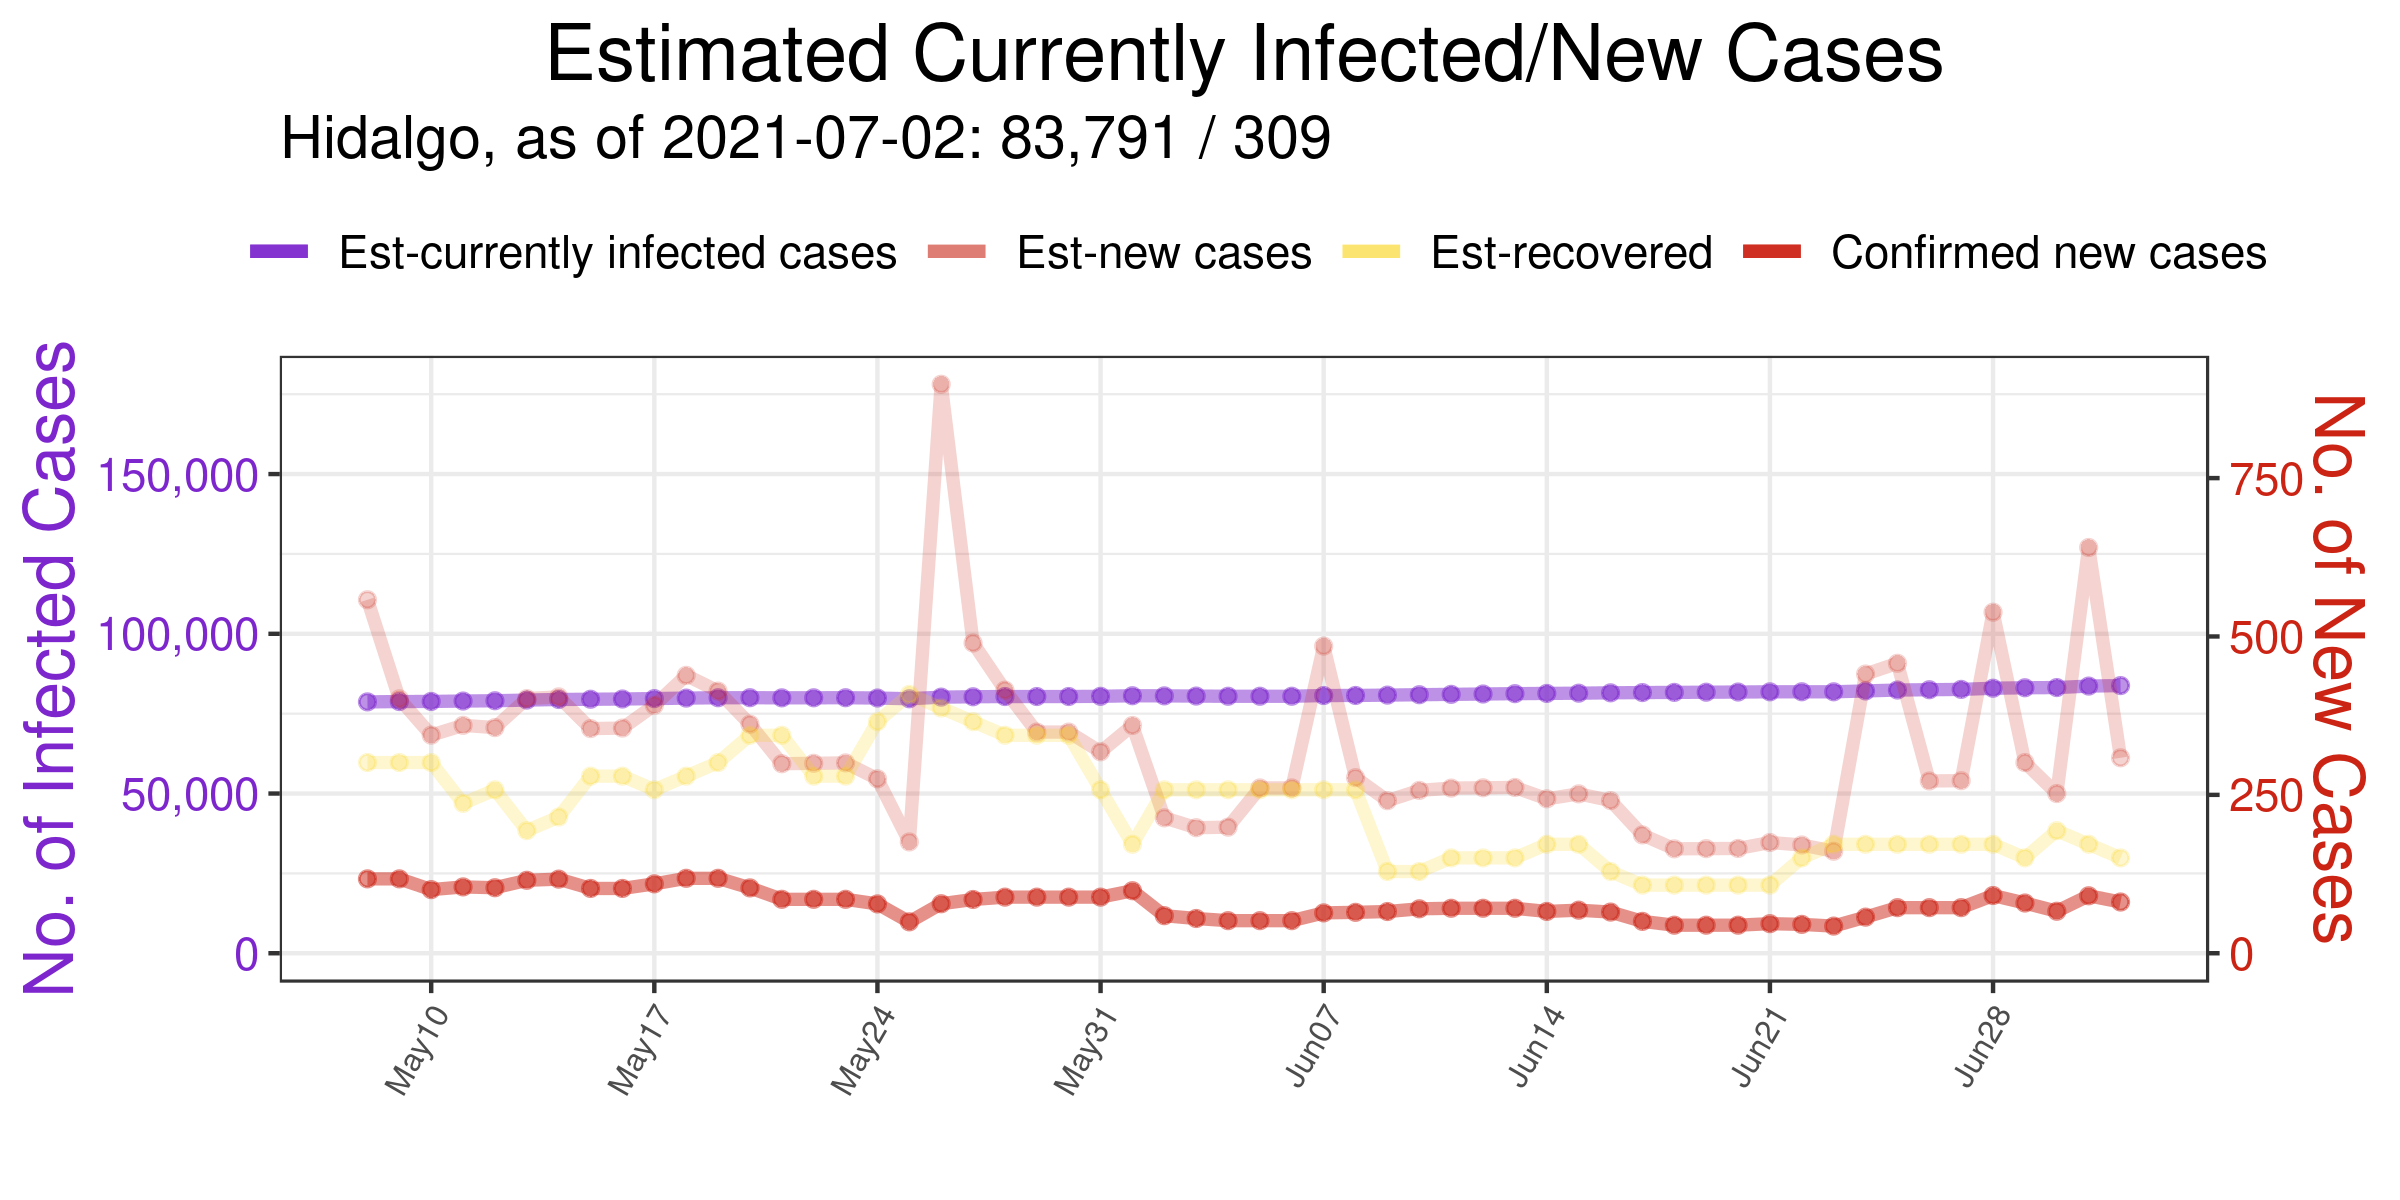 Estimated Currently Infected/New Cases
Hidalgo, as of 2021-07-02: 83,791 / 309
Est-currently infected cases Est-new cases Est-recovered Confirmed new cases
No. of Infected Cases
150,000
100,000
50,000
0
750
500
250
0
No. of New Cases
May10 May17 May24 May31 Jun07 Jun14 Jun21 Jun28